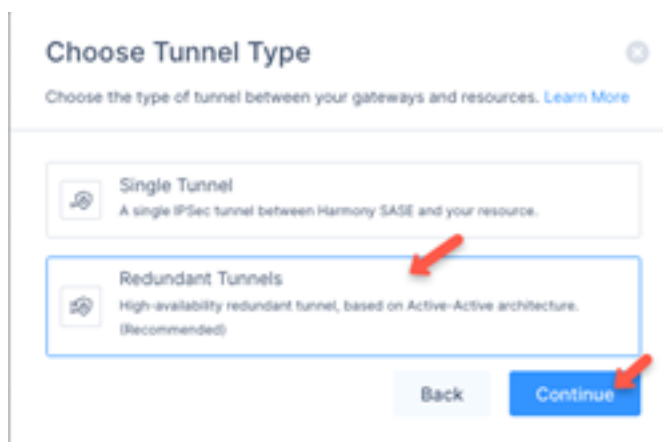 Choose Tunnel Type
Choose the type of tunnel between your gateways and resources. Learn More
Single Tunnel
A single IPSec tunnel between Harmony SASE and your resource.
Redundant Tunnels
High-availability redundant tunnel, based on Active-Active architecture.
(Recommended)
Back
Continue